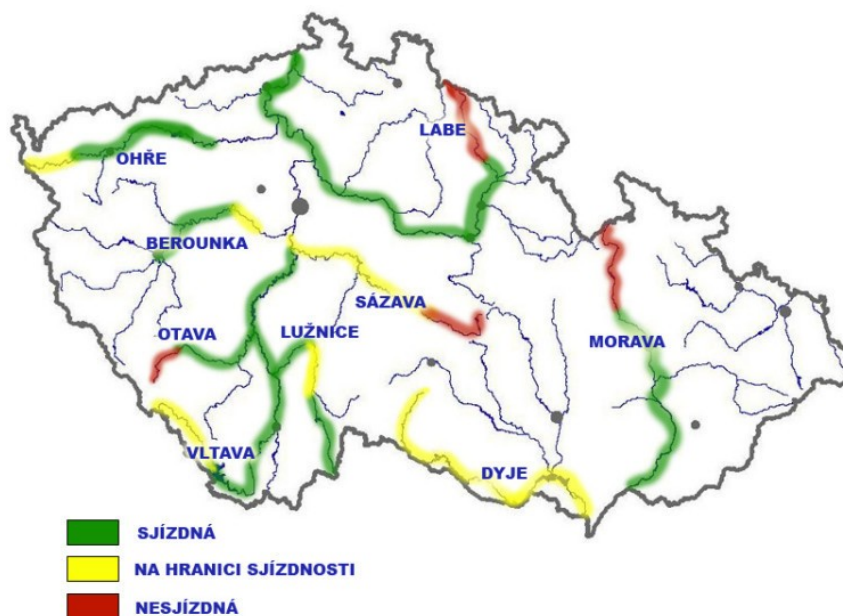 LABE
OHŘE
BEROUNKA
SÁZAVA
OTAVA
LUŽNICE
MORAVA
VLTAVA
DYJE
SJÍZDNÁ
NA HRANICI SJÍZDNOSTI
NESJÍZDNÁ